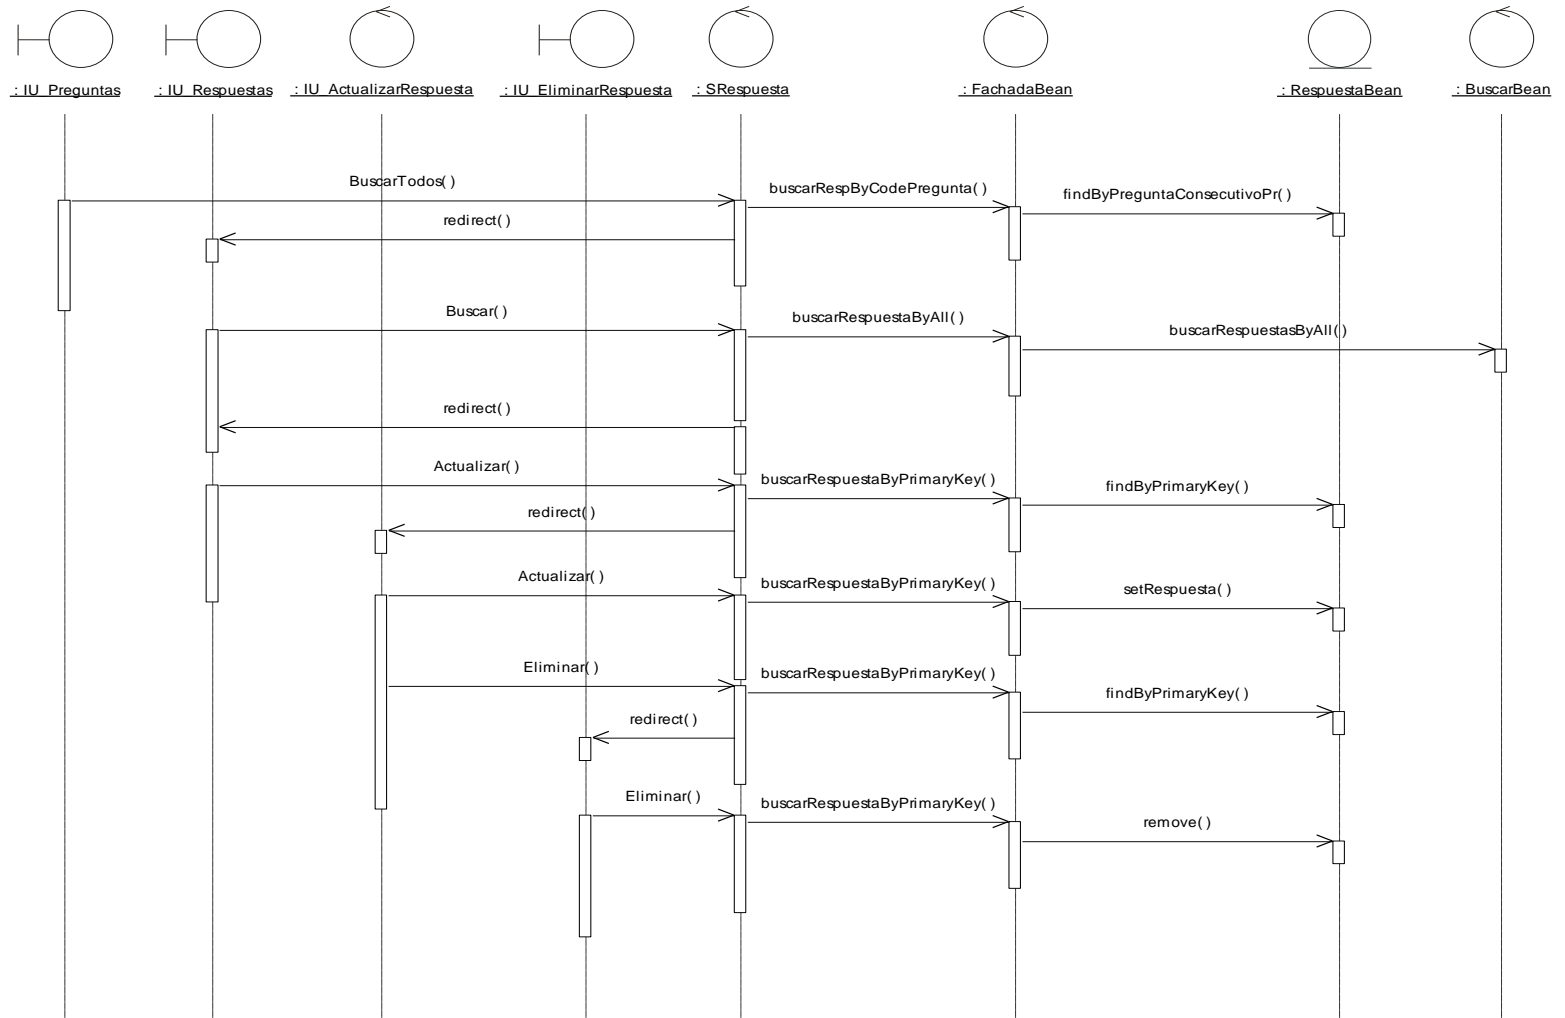 : IU_Preguntas
: IU_Respuestas
: IU_ActualizarRespuesta
: IU_EliminarRespuesta
: SRespuesta
: FachadaBean
: RespuestaBean
: BuscarBean
BuscarTodos( )
buscarRespByCodePregunta( )
findByPreguntaConsecutivoPr( )
redirect( )
Buscar( )
buscarRespuestaByAll( )
buscarRespuestasByAll( )
redirect( )
Actualizar( )
buscarRespuestaByPrimaryKey( )
findByPrimaryKey( )
redirect( )
Actualizar( )
buscarRespuestaByPrimaryKey( )
setRespuesta( )
Eliminar( )
buscarRespuestaByPrimaryKey( )
findByPrimaryKey( )
redirect( )
Eliminar( )
buscarRespuestaByPrimaryKey( )
remove( )